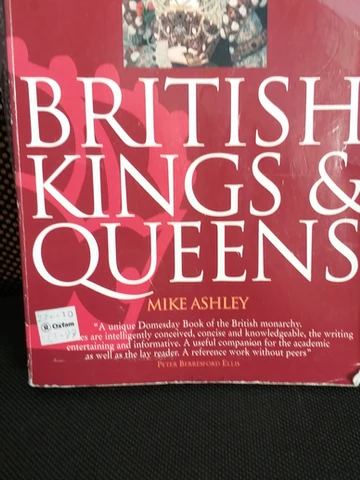 BRITISH
KINGS &
QUEENS
MIKE ASHLEY
Oxfam
"A unique Domesday Book of the British monarchy.
es are intelligently conceived, concise and knowledgeable, the writing
entertaining and informative. A useful companion for the academic
as well as the lay reader. A reference work without peers"
PETER BERRESFORD ELLIS